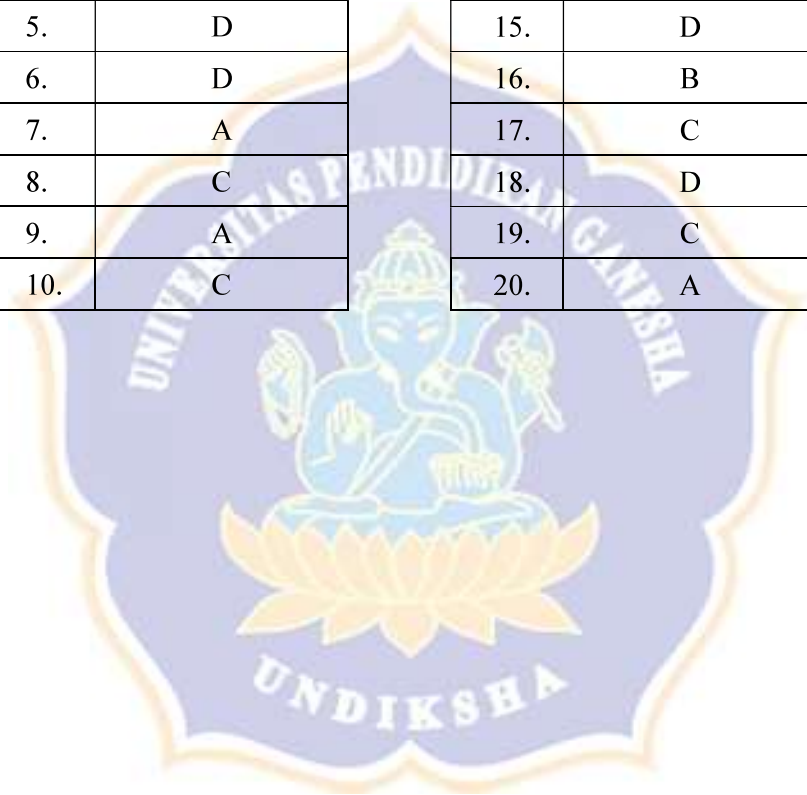 5. D 15. D
6. D 16. B
7. A 17. C
8. C 18. D
9. A 19. C
10. C 20. A
UNIVERSITAS PENDIDIKAN GANESHA
UNDIKSHA